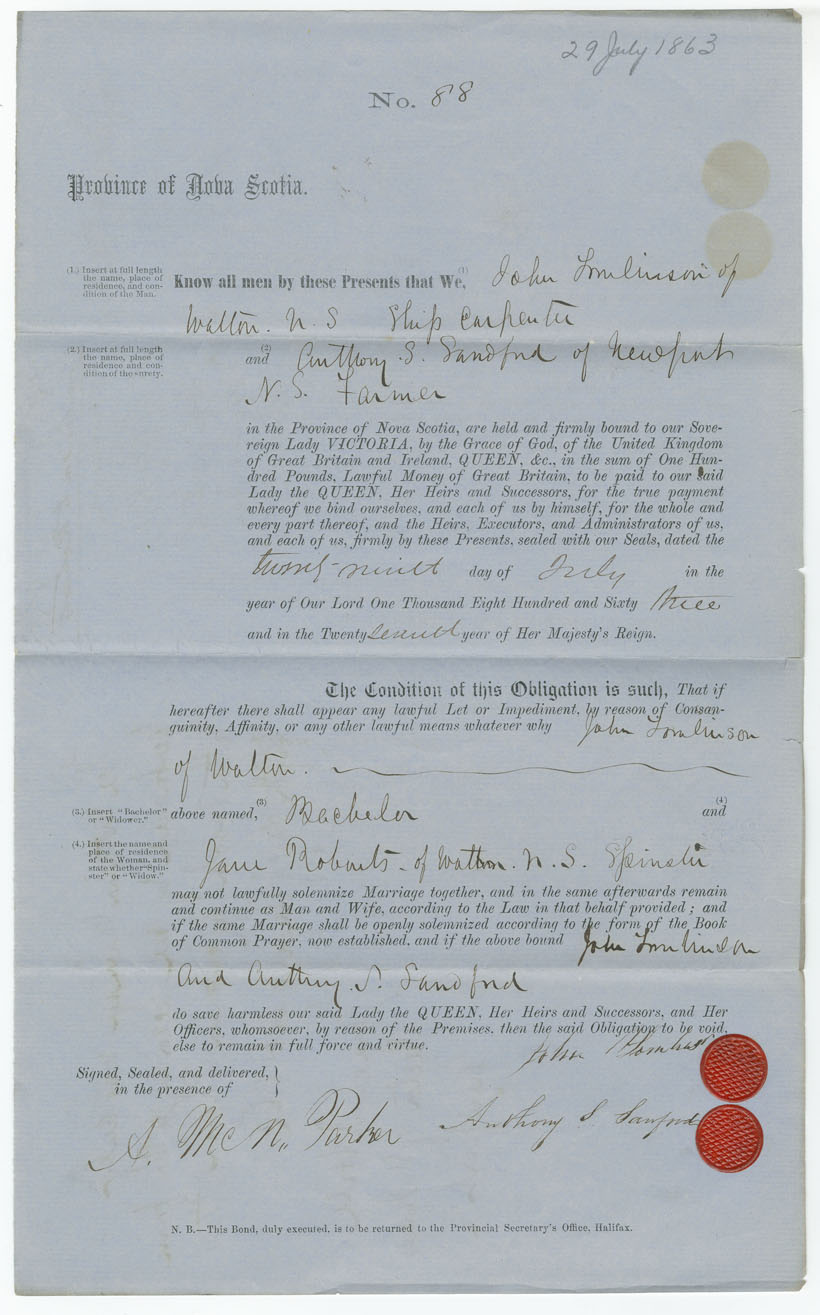 29 July 1863
No. 88
Province of Nova Scotia.
(1.) Insert at full length
the name, place of
residence, and con-
dition of the Man.
Know all men by these Presents that We,(1) John Tomlinson of
Walton. N. S Ship Carpenter
(2.) Insert at full length
the name, place of
residence and con-
dition of the surety.
(2)
and Anthony S. Sandford of Newport
N. S. Farmer
in the Province of Nova Scotia, are held and firmly bound to our Sove-
reign Lady VICTORIA, by the Grace of God, of the United Kingdom
of Great Britain and Ireland, QUEEN, &c., in the sum of One Hun-
dred Pounds, Lawful Money of Great Britain, to be paid to our said
Lady the QUEEN, Her Heirs and Successors, for the true payment
whereof we bind ourselves, and each of us by himself, for the whole and
every part thereof, and the Heirs, Executors, and Administrators of us,
and each of us, firmly by these Presents, sealed with our Seals, dated the
twenty-ninth day of July in the
year of Our Lord One Thousand Eight Hundred and Sixty three
and in the Twenty seventh year of Her Majesty's Reign.
The Condition of this Obligation is such, That if
hereafter there shall appear any lawful Let or Impediment, by reason of Consan-
guinity, Affinity, or any other lawful means whatever why John Tomlinson
of Walton.
(3.) Insert "Bachelor"
or "Widower."
above named,(3) Bachelor and(4)
(4.) Insert the name and
place of residence
of the Woman, and
state whether "Spin-
ster" or "Widow."
Jane Roberts - of Walton. N. S. Spinster
may not lawfully solemnize Marriage together, and in the same afterwards remain
and continue as Man and Wife, according to the Law in that behalf provided; and
if the same Marriage shall be openly solemnized according to the form of the Book
of Common Prayer, now established, and if the above bound John Tomlinson
and Anthony S. Sandford
do save harmless our said Lady the QUEEN, Her Heirs and Successors, and Her
Officers, whomsoever, by reason of the Premises, then the said Obligation to be void,
else to remain in full force and virtue.
John
Signed, Sealed, and delivered, }
in the presence of
A. McN. Parker
Anthony S. Sanford
N. B.—This Bond, duly executed, is to be returned to the Provincial Secretary's Office, Halifax.